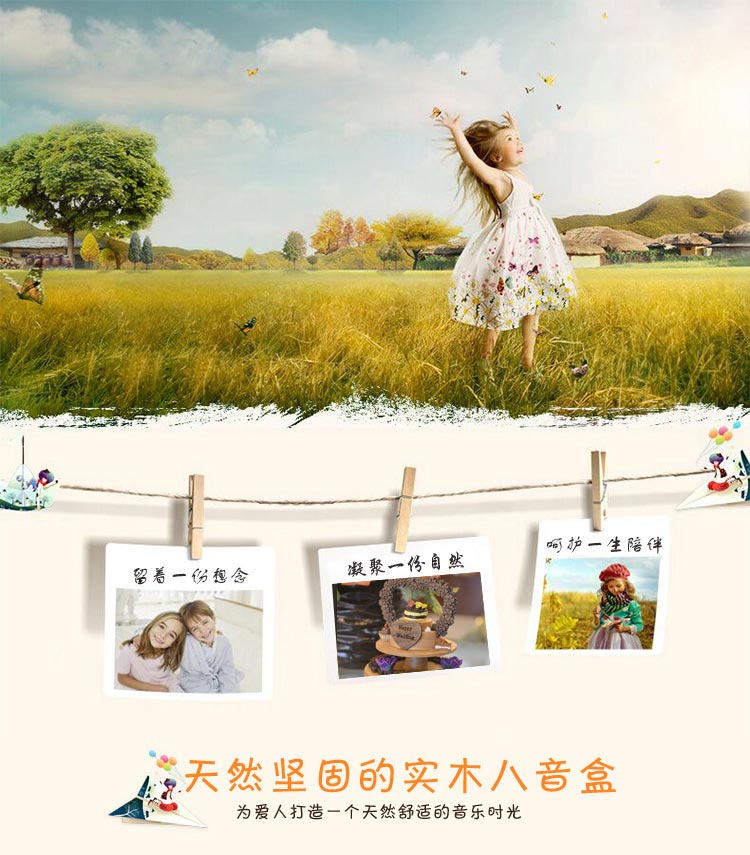 留着一份想念
凝聚一份自然
呵护一生陪伴
Happy
Wedding
天然坚固的实木八音盒
为爱人打造一个天然舒适的音乐时光